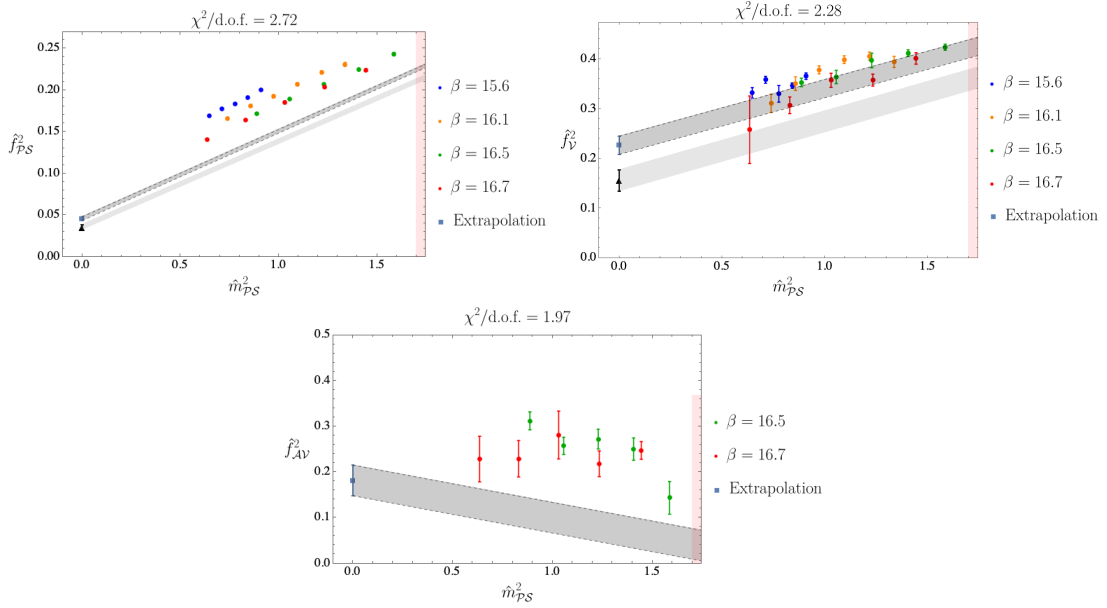 χ²/d.o.f. = 2.72
0.25
0.20
0.15
0.10
0.05
0.00
f̂²_PS
0.0
0.5
1.0
1.5
m̂²_PS
β = 15.6
β = 16.1
β = 16.5
β = 16.7
Extrapolation
χ²/d.o.f. = 2.28
0.4
0.3
0.2
0.1
0.0
f̂²_V
0.0
0.5
1.0
1.5
m̂²_PS
β = 15.6
β = 16.1
β = 16.5
β = 16.7
Extrapolation
χ²/d.o.f. = 1.97
0.5
0.4
0.3
0.2
0.1
0.0
f̂²_AV
0.0
0.5
1.0
1.5
m̂²_PS
β = 16.5
β = 16.7
Extrapolation